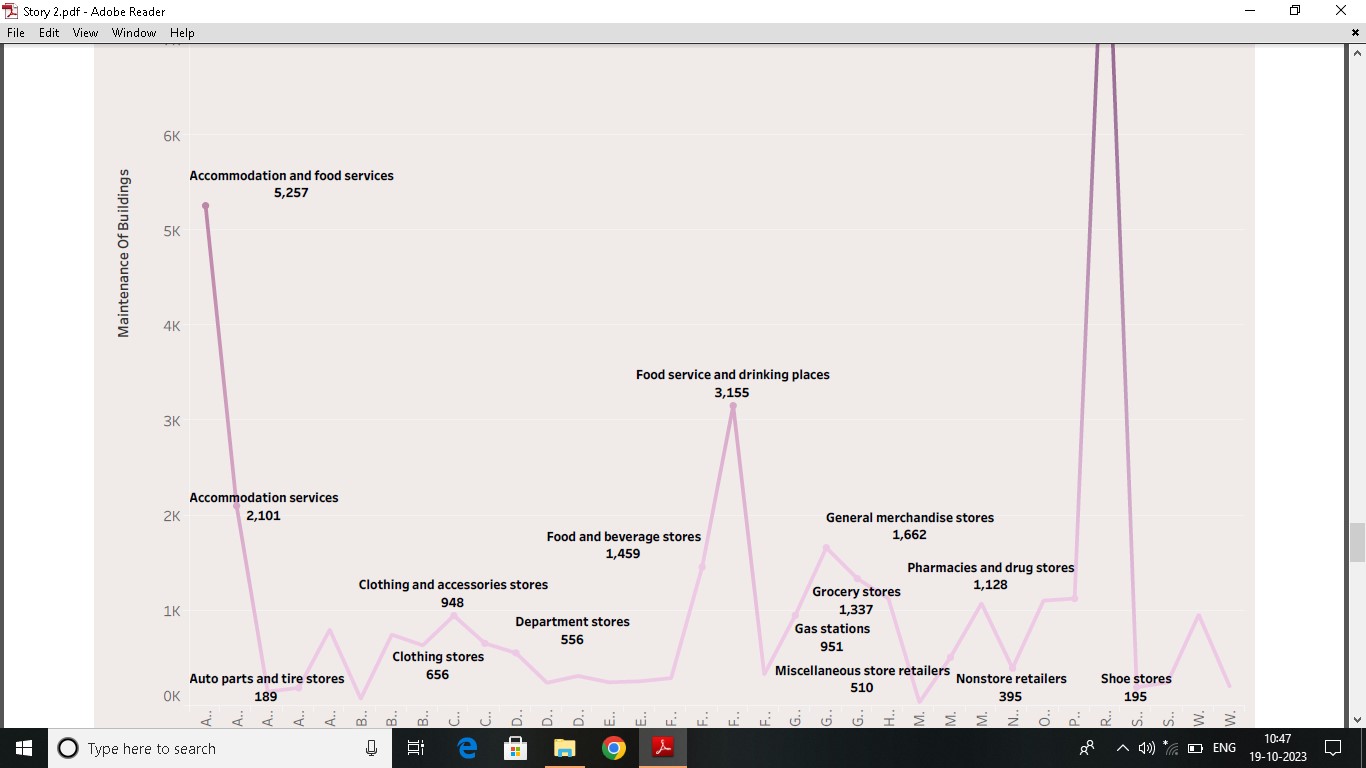 Story 2.pdf - Adobe Reader
File Edit View Window Help
6K
Accommodation and food services
5,257
5K
Maintenance Of Buildings
4K
Food service and drinking places
3,155
3K
Accommodation services
2,101
2K
General merchandise stores
1,662
Food and beverage stores
1,459
Pharmacies and drug stores
1,128
Clothing and accessories stores
948
Grocery stores
1,337
1K
Department stores
556
Gas stations
951
Clothing stores
656
Miscellaneous store retailers
510
Auto parts and tire stores
189
Nonstore retailers
395
Shoe stores
195
0K
A.. A.. A.. A.. A.. B.. B.. B.. C.. C.. D.. D.. D.. E.. E.. F.. F.. F.. F.. G.. G.. G.. H.. M.. M.. M.. N.. O.. P.. R.. S.. S.. W.. W..
Type here to search
ENG
10:47
19-10-2023